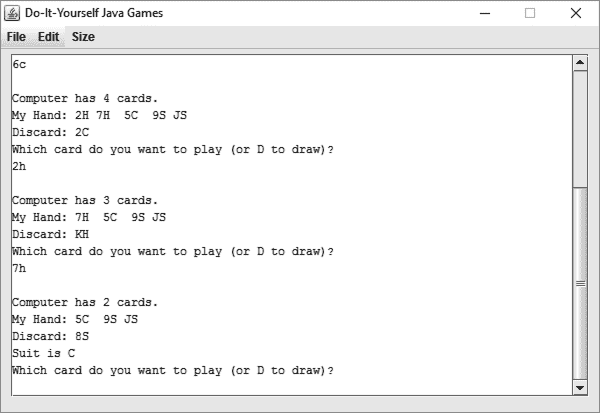 Do-It-Yourself Java Games
File Edit Size
6c
Computer has 4 cards.
My Hand: 2H 7H  5C  9S JS
Discard: 2C
Which card do you want to play (or D to draw)?
2h
Computer has 3 cards.
My Hand: 7H  5C  9S JS
Discard: KH
Which card do you want to play (or D to draw)?
7h
Computer has 2 cards.
My Hand: 5C  9S JS
Discard: 8S
Suit is C
Which card do you want to play (or D to draw)?